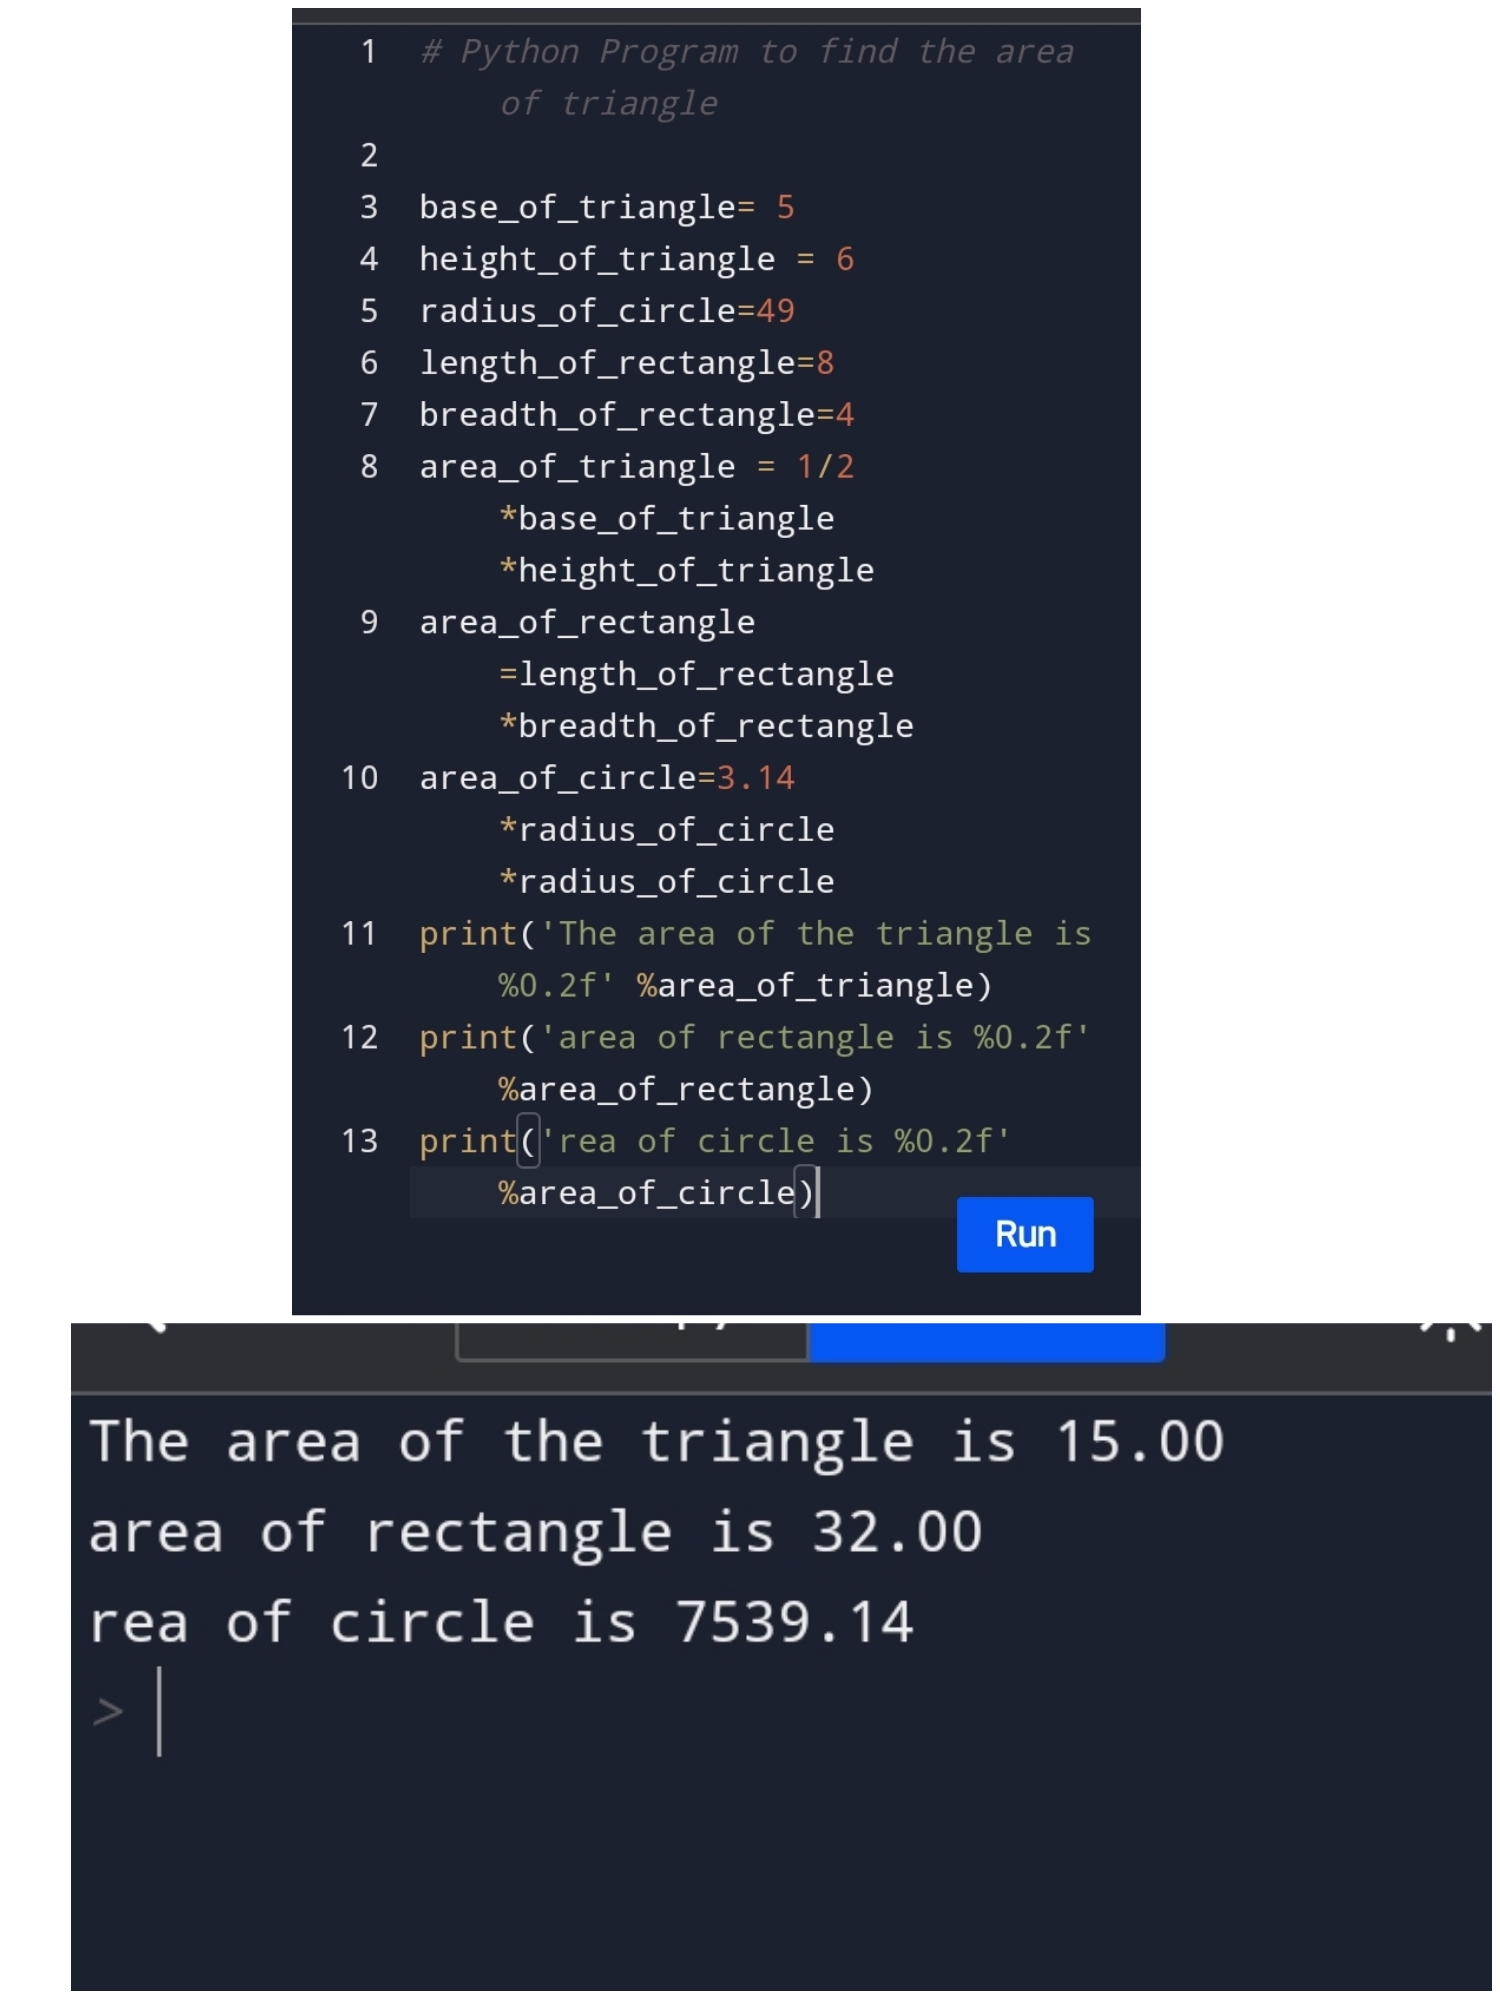 1 # Python Program to find the area
of triangle
2
3 base_of_triangle= 5
4 height_of_triangle = 6
5 radius_of_circle=49
6 length_of_rectangle=8
7 breadth_of_rectangle=4
8 area_of_triangle = 1/2
*base_of_triangle
*height_of_triangle
9 area_of_rectangle
=length_of_rectangle
*breadth_of_rectangle
10 area_of_circle=3.14
*radius_of_circle
*radius_of_circle
11 print('The area of the triangle is
%0.2f' %area_of_triangle)
12 print('area of rectangle is %0.2f'
%area_of_rectangle)
13 print('rea of circle is %0.2f'
%area_of_circle)
Run
The area of the triangle is 15.00
area of rectangle is 32.00
rea of circle is 7539.14
>